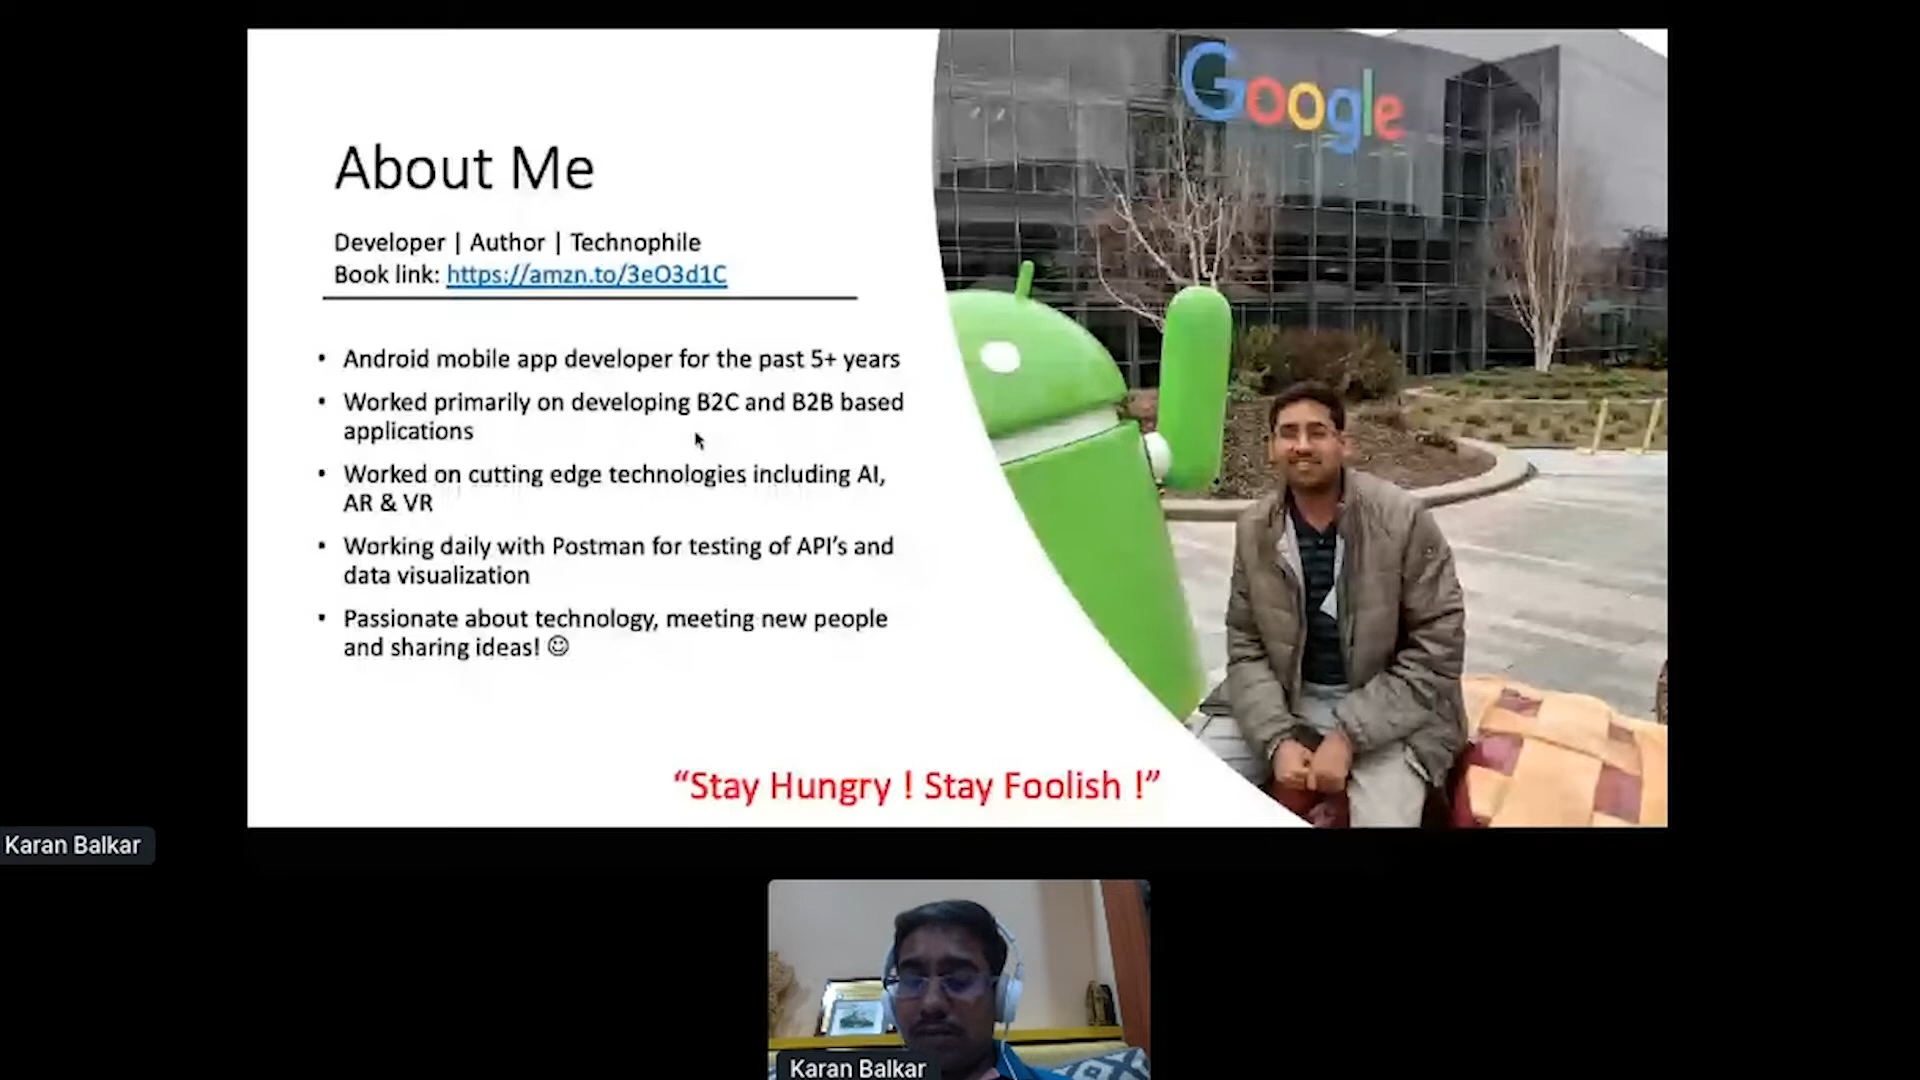 Google
About Me
Developer | Author | Technophile
Book link: https://amzn.to/3eO3d1C
• Android mobile app developer for the past 5+ years
• Worked primarily on developing B2C and B2B based
applications
• Worked on cutting edge technologies including AI,
AR & VR
• Working daily with Postman for testing of API's and
data visualization
• Passionate about technology, meeting new people
and sharing ideas! ☺
“Stay Hungry ! Stay Foolish !”
Karan Balkar
Karan Balkar